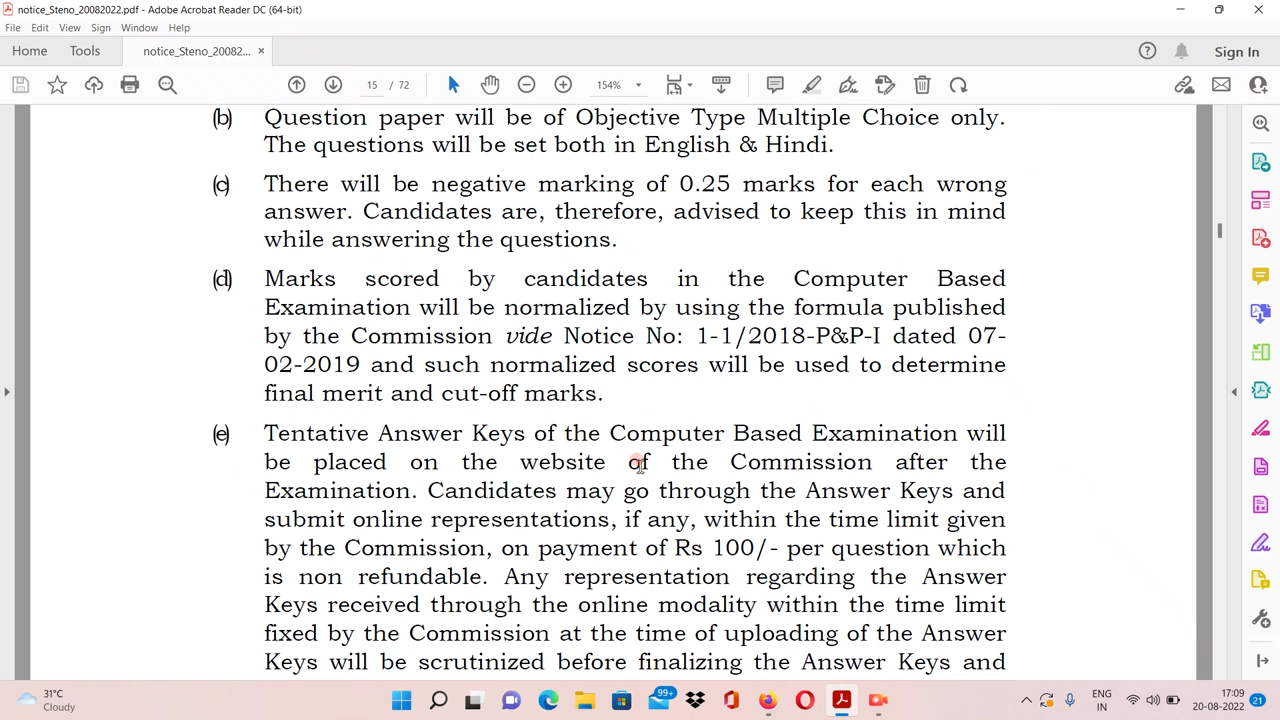 notice_Steno_20082022.pdf - Adobe Acrobat Reader DC (64-bit)
File Edit View Sign Window Help
Home Tools notice_Steno_20082... × Sign In
15 / 72 154%
(b) Question paper will be of Objective Type Multiple Choice only.
The questions will be set both in English & Hindi.
(c) There will be negative marking of 0.25 marks for each wrong
answer. Candidates are, therefore, advised to keep this in mind
while answering the questions.
(d) Marks scored by candidates in the Computer Based
Examination will be normalized by using the formula published
by the Commission vide Notice No: 1-1/2018-P&P-I dated 07-
02-2019 and such normalized scores will be used to determine
final merit and cut-off marks.
(e) Tentative Answer Keys of the Computer Based Examination will
be placed on the website of the Commission after the
Examination. Candidates may go through the Answer Keys and
submit online representations, if any, within the time limit given
by the Commission, on payment of Rs 100/- per question which
is non refundable. Any representation regarding the Answer
Keys received through the online modality within the time limit
fixed by the Commission at the time of uploading of the Answer
Keys will be scrutinized before finalizing the Answer Keys and
31°C
Cloudy
99+
ENG
IN
17:09
20-08-2022
21